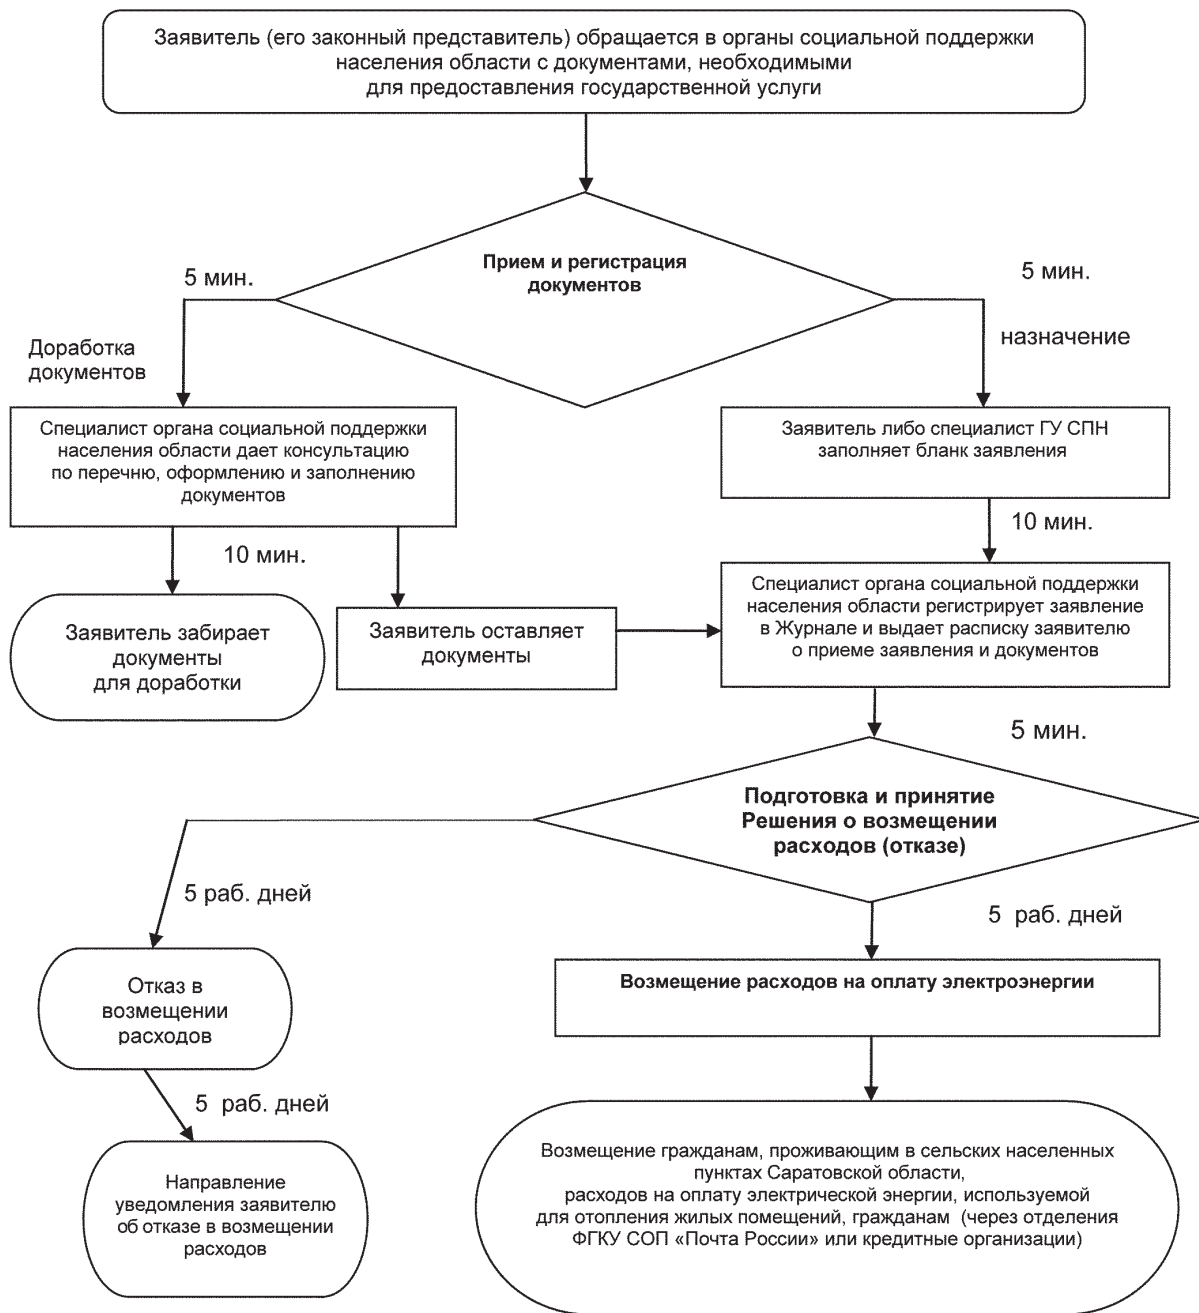 Заявитель (его законный представитель) обращается в органы социальной поддержки
населения области с документами, необходимыми
для предоставления государственной услуги
Прием и регистрация
документов
5 мин.
5 мин.
Доработка
документов
назначение
Специалист органа социальной поддержки
населения области дает консультацию
по перечню, оформлению и заполнению
документов
Заявитель либо специалист ГУ СПН
заполняет бланк заявления
10 мин.
10 мин.
Заявитель забирает
документы
для доработки
Заявитель оставляет
документы
Специалист органа социальной поддержки
населения области регистрирует заявление
в Журнале и выдает расписку заявителю
о приеме заявления и документов
5 мин.
Подготовка и принятие
Решения о возмещении
расходов (отказе)
5 раб. дней
5 раб. дней
Отказ в
возмещении
расходов
Возмещение расходов на оплату электроэнергии
5 раб. дней
Направление
уведомления заявителю
об отказе в возмещении
расходов
Возмещение гражданам, проживающим в сельских населенных
пунктах Саратовской области,
расходов на оплату электрической энергии, используемой
для отопления жилых помещений, гражданам (через отделения
ФГКУ СОП «Почта России» или кредитные организации)